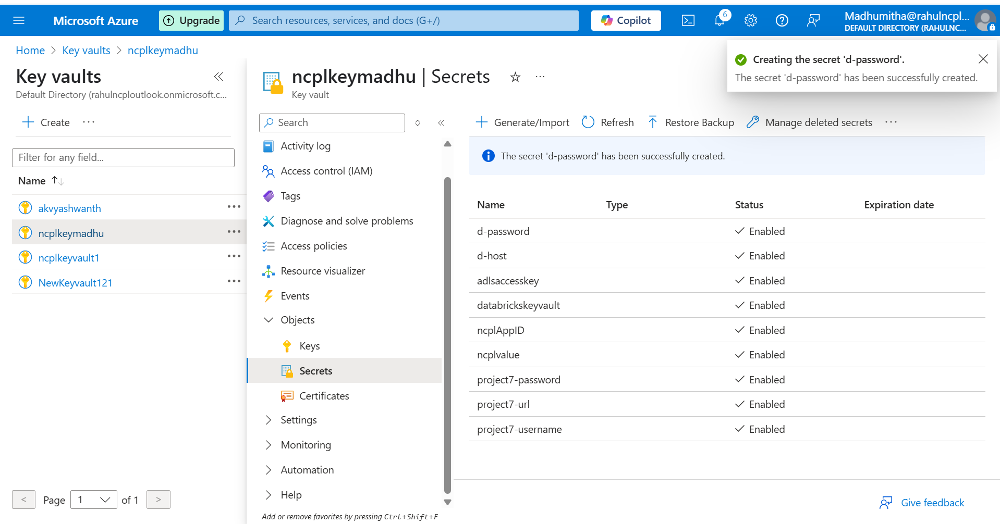 Microsoft Azure
Upgrade
Search resources, services, and docs (G+/)
Copilot
6
Madhumitha@rahulncpl...
DEFAULT DIRECTORY (RAHULNC...
Home > Key vaults > ncplkeymadhu
Creating the secret 'd-password'.
The secret 'd-password' has been successfully created.
Key vaults
Default Directory (rahulncploutlook.onmicrosoft.c...
+ Create ...
Filter for any field...
Name
akvyashwanth
ncplkeymadhu
ncplkeyvault1
NewKeyvault121
< Page 1 of 1 >
ncplkeymadhu | Secrets
Key vault
Search
Activity log
Access control (IAM)
Tags
Diagnose and solve problems
Access policies
Resource visualizer
Events
Objects
Keys
Secrets
Certificates
Settings
Monitoring
Automation
Help
Add or remove favorites by pressing Ctrl+Shift+F
Generate/Import Refresh Restore Backup Manage deleted secrets ...
The secret 'd-password' has been successfully created.
Name Type Status Expiration date
d-password Enabled
d-host Enabled
adlsaccesskey Enabled
databrickskeyvault Enabled
ncplAppID Enabled
ncplvalue Enabled
project7-password Enabled
project7-url Enabled
project7-username Enabled
Give feedback